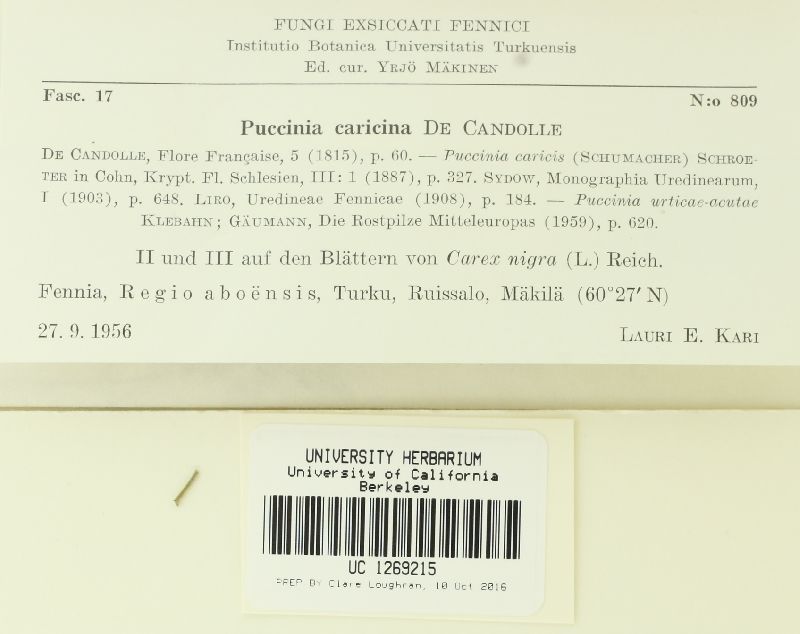 FUNGI EXSICCATI FENNICI
Institutio Botanica Universitatis Turkuensis
Ed. cur. YRJÖ MÄKINEN
Fasc. 17
N:o 809
Puccinia caricina DE CANDOLLE
DE CANDOLLE, Flore Française, 5 (1815), p. 60. — Puccinia caricis (SCHUMACHER) SCHROE-
TER in Cohn, Krypt. Fl. Schlesien, III: 1 (1887), p. 327. SYDOW, Monographia Uredinearum,
I (1903), p. 648. LIRO, Uredineae Fennicae (1908), p. 184. — Puccinia urticae-acutae
KLEBAHN; GÄUMANN, Die Rostpilze Mitteleuropas (1959), p. 620.
II und III auf den Blättern von Carex nigra (L.) Reich.
Fennia, Regio aboënsis, Turku, Ruissalo, Mäkilä (60°27′ N)
27. 9. 1956
LAURI E. KARI
UNIVERSITY HERBARIUM
University of California
Berkeley
UC 1269215
PREP BY Clare Loughran, 10 Oct 2016